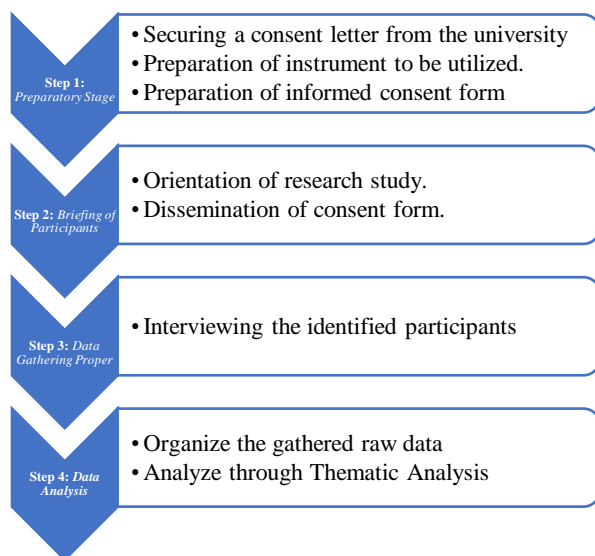 Step 1:
Preparatory Stage
• Securing a consent letter from the university
• Preparation of instrument to be utilized.
• Preparation of informed consent form
Step 2: Briefing of
Participants
• Orientation of research study.
• Dissemination of consent form.
Step 3: Data
Gathering Proper
• Interviewing the identified participants
Step 4: Data
Analysis
• Organize the gathered raw data
• Analyze through Thematic Analysis